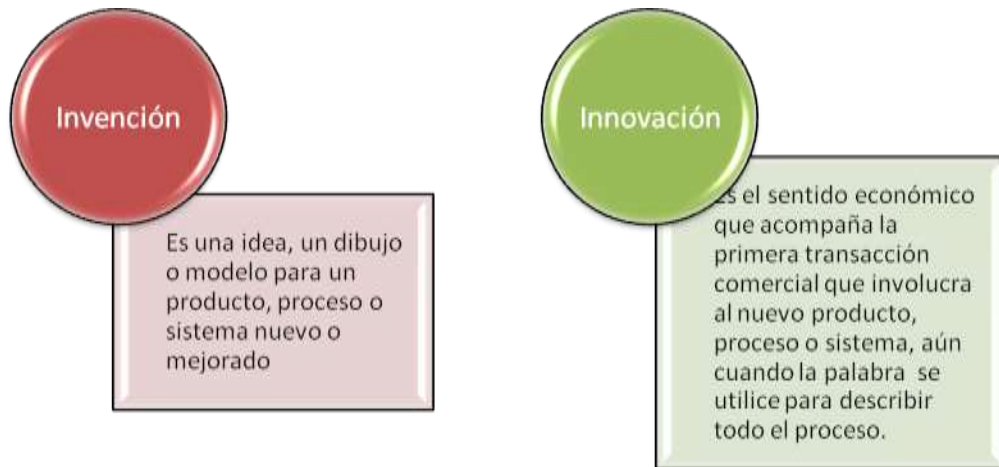 Invención
Es una idea, un dibujo
o modelo para un
producto, proceso o
sistema nuevo o
mejorado
Innovación
Es el sentido económico
que acompaña la
primera transacción
comercial que involucra
al nuevo producto,
proceso o sistema, aún
cuando la palabra se
utilice para describir
todo el proceso.